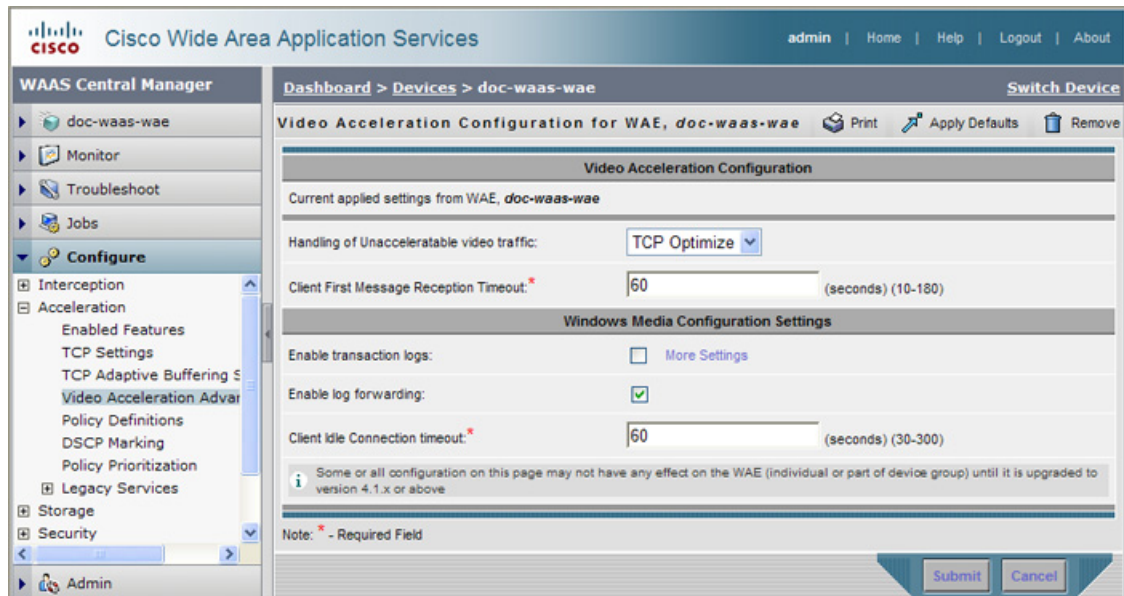 CISCO
Cisco Wide Area Application Services
admin | Home | Help | Logout | About
WAAS Central Manager
doc-waas-wae
Monitor
Troubleshoot
Jobs
Configure
Interception
Acceleration
Enabled Features
TCP Settings
TCP Adaptive Buffering S
Video Acceleration Advar
Policy Definitions
DSCP Marking
Policy Prioritization
Legacy Services
Storage
Security
Admin
Dashboard > Devices > doc-waas-wae
Switch Device
Video Acceleration Configuration for WAE, doc-waas-wae
Print
Apply Defaults
Remove
Video Acceleration Configuration
Current applied settings from WAE, doc-waas-wae
Handling of Unacceleratable video traffic: TCP Optimize
Client First Message Reception Timeout:* 60 (seconds) (10-180)
Windows Media Configuration Settings
Enable transaction logs: More Settings
Enable log forwarding:
Client Idle Connection timeout:* 60 (seconds) (30-300)
i Some or all configuration on this page may not have any effect on the WAE (individual or part of device group) until it is upgraded to
version 4.1.x or above
Note: * - Required Field
Submit
Cancel